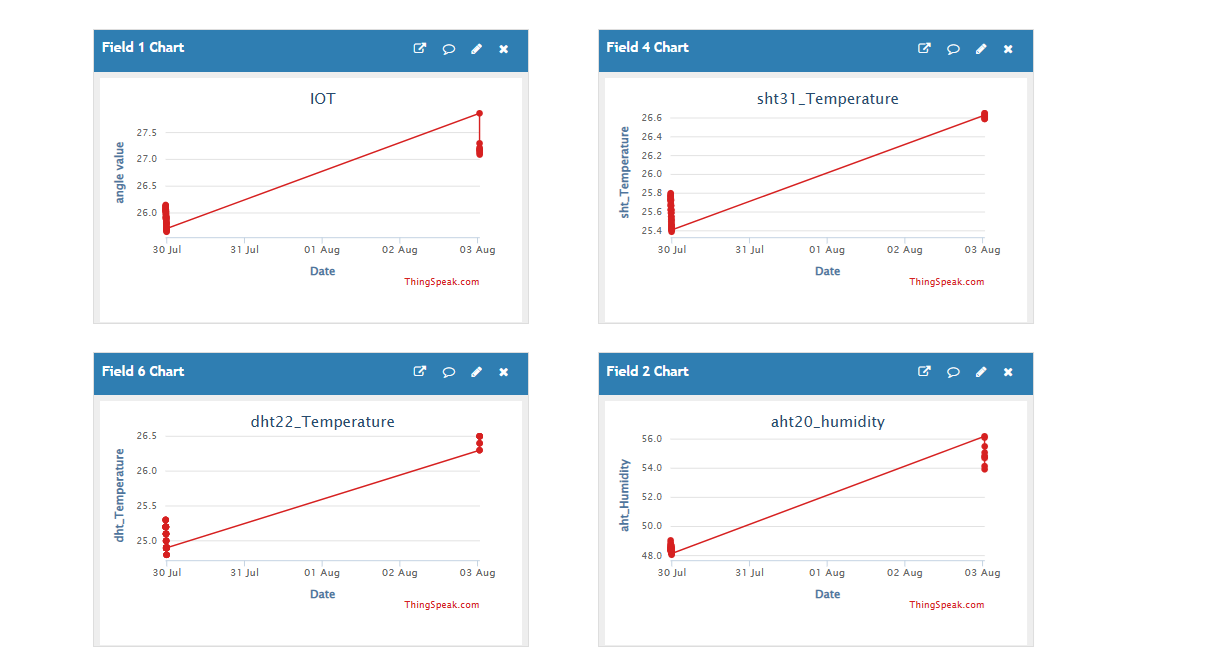 Field 1 Chart
IOT
angle value
27.5
27.0
26.5
26.0
30 Jul 31 Jul 01 Aug 02 Aug 03 Aug
Date
ThingSpeak.com
Field 4 Chart
sht31_Temperature
sht_Temperature
26.6
26.4
26.2
26.0
25.8
25.6
25.4
30 Jul 31 Jul 01 Aug 02 Aug 03 Aug
Date
ThingSpeak.com
Field 6 Chart
dht22_Temperature
dht_Temperature
26.5
26.0
25.5
25.0
30 Jul 31 Jul 01 Aug 02 Aug 03 Aug
Date
ThingSpeak.com
Field 2 Chart
aht20_humidity
aht_Humidity
56.0
54.0
52.0
50.0
48.0
30 Jul 31 Jul 01 Aug 02 Aug 03 Aug
Date
ThingSpeak.com